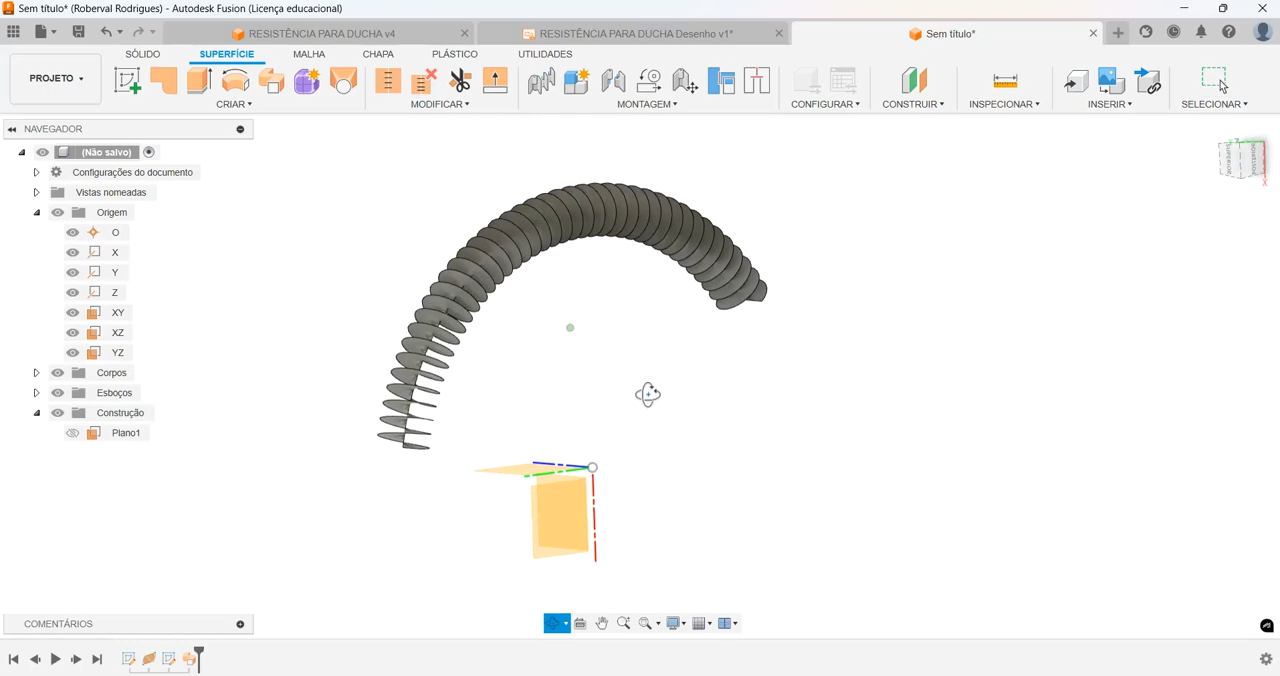 Sem título* (Roberval Rodrigues) - Autodesk Fusion (Licença educacional)
RESISTÊNCIA PARA DUCHA v4
RESISTÊNCIA PARA DUCHA Desenho v1*
Sem título*
SÓLIDO
SUPERFÍCIE
MALHA
CHAPA
PLÁSTICO
UTILIDADES
PROJETO
CRIAR
MODIFICAR
MONTAGEM
CONFIGURAR
CONSTRUIR
INSPECIONAR
INSERIR
SELECIONAR
NAVEGADOR
(Não salvo)
Configurações do documento
Vistas nomeadas
Origem
O
X
Y
Z
XY
XZ
YZ
Corpos
Esboços
Construção
Plano1
COMENTÁRIOS